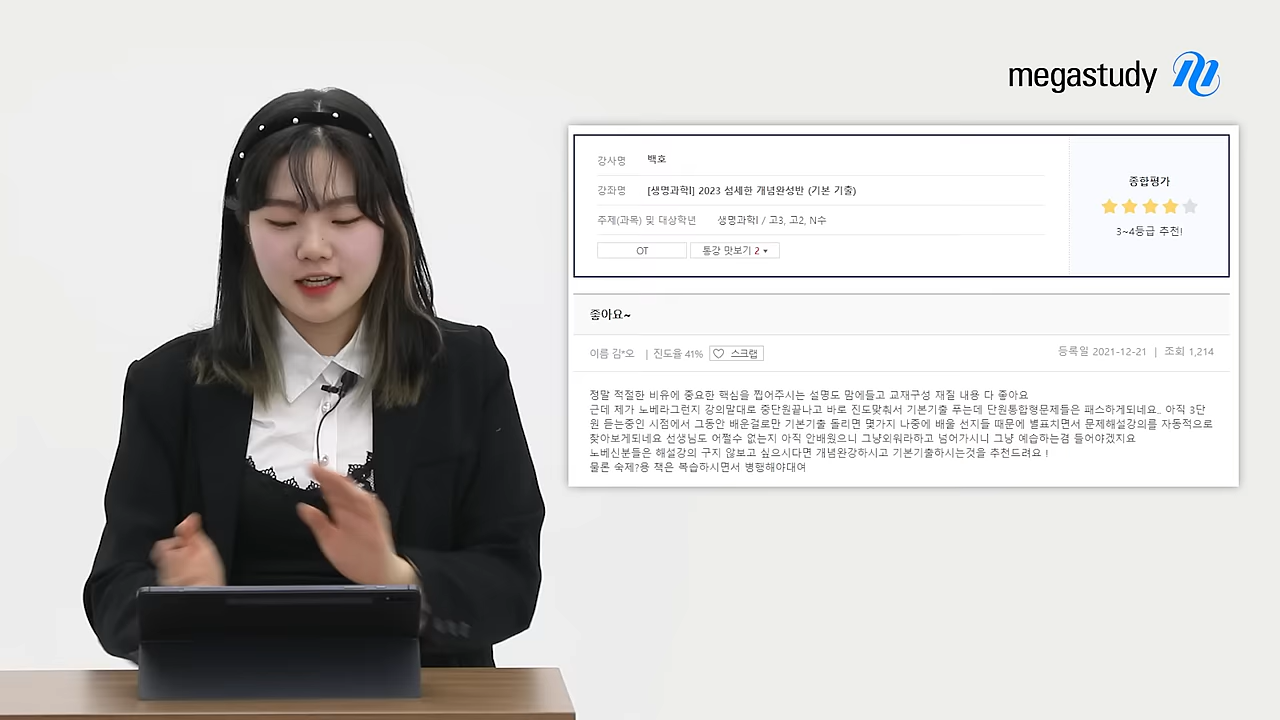 megastudy
강사명 백호
강좌명 [생명과학Ⅰ] 2023 섬세한 개념완성반 (기본 기출)
주제(과목) 및 대상학년 생명과학Ⅰ / 고3, 고2, N수
OT 통강 맛보기 2
종합평가
3~4등급 추천!
좋아요~
이름 김*오 | 진도율 41% 스크랩
등록일 2021-12-21 | 조회 1,214
정말 적절한 비유에 중요한 핵심을 찝어주시는 설명도 맘에들고 교재구성 재질 내용 다 좋아요
근데 제가 노베라그런지 강의말대로 중단원끝나고 바로 진도맞춰서 기본기출 푸는데 단원통합형문제들은 패스하게되네요.. 아직 3단
원 듣는중인 시점에서 그동안 배운걸로만 기본기출 돌리면 몇가지 나중에 배울 선지들 때문에 별표치면서 문제해설강의를 자동적으로
찾아보게되네요 선생님도 어쩔수 없는지 아직 안배웠으니 그냥외워라하고 넘어가시니 그냥 예습하는겸 들어야겠지요
노베신분들은 해설강의 구지 않보고 싶으시다면 개념완강하시고 기본기출하시는것을 추천드려요 !
물론 숙제?용 책은 복습하시면서 병행해야대여